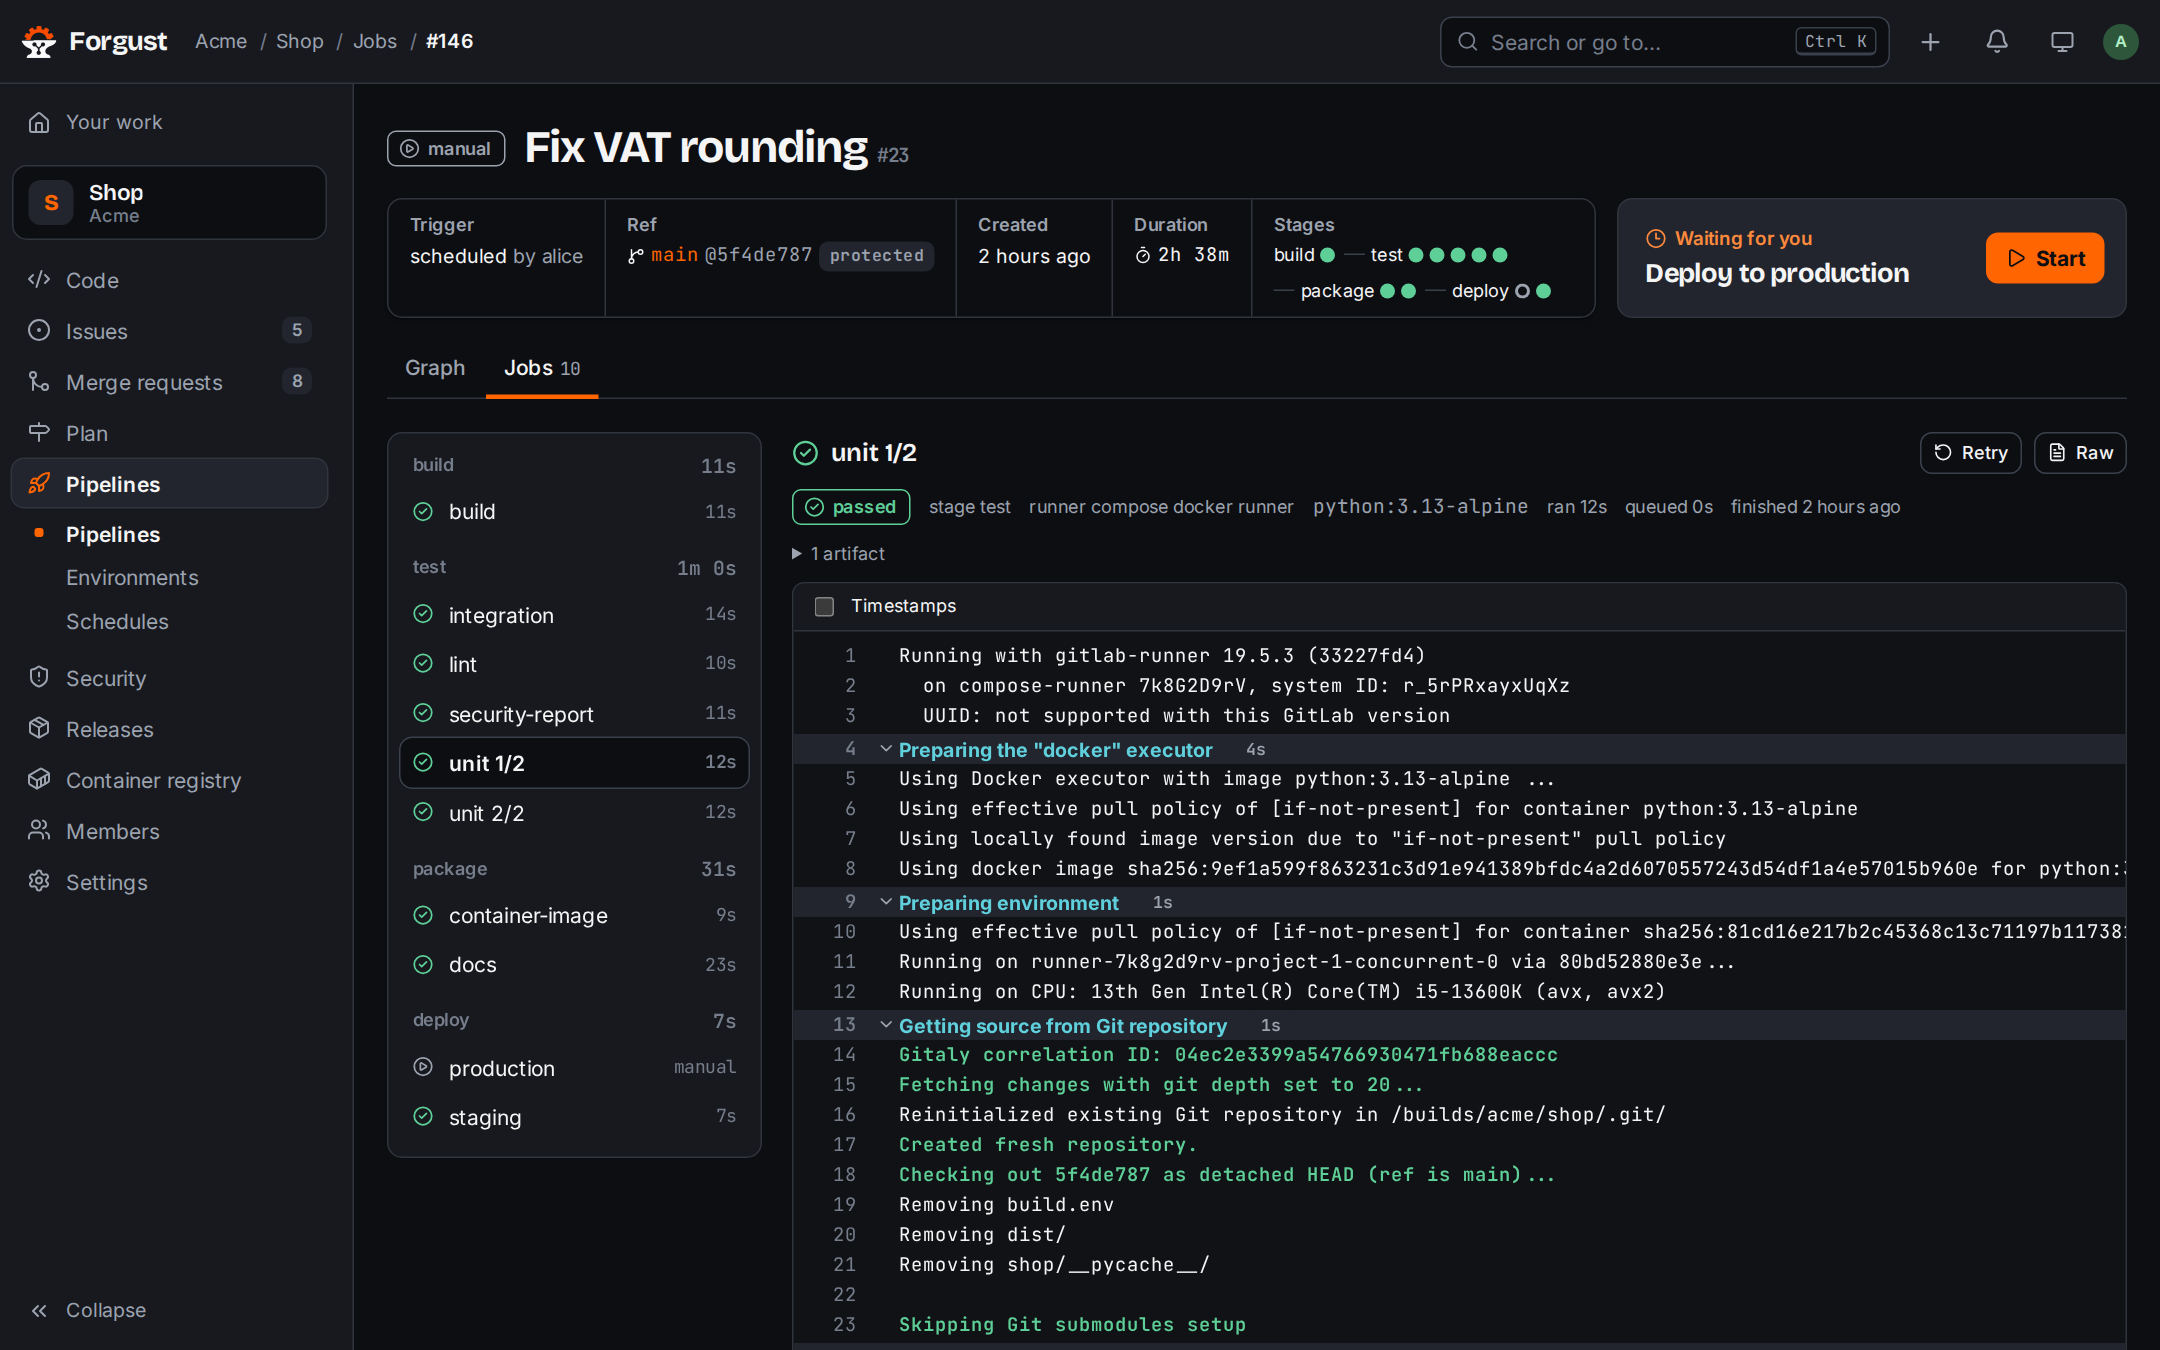 Forgust
Acme / Shop / Jobs / #146
Search or go to...
Ctrl K
A
Your work
S
Shop
Acme
Code
Issues 5
Merge requests 8
Plan
Pipelines
Pipelines
Environments
Schedules
Security
Releases
Container registry
Members
Settings
Collapse
manual
Fix VAT rounding #23
Trigger
scheduled by alice
Ref
main @5f4de787 protected
Created
2 hours ago
Duration
2h 38m
Stages
build — test
— package — deploy
Waiting for you
Deploy to production
Start
Graph
Jobs 10
build 11s
build 11s
test 1m 0s
integration 14s
lint 10s
security-report 11s
unit 1/2 12s
unit 2/2 12s
package 31s
container-image 9s
docs 23s
deploy 7s
production manual
staging 7s
unit 1/2
Retry
Raw
passed stage test runner compose docker runner python:3.13-alpine ran 12s queued 0s finished 2 hours ago
1 artifact
Timestamps
1 Running with gitlab-runner 19.5.3 (33227fd4)
2 on compose-runner 7k8G2D9rV, system ID: r_5rPRxayxUqXz
3 UUID: not supported with this GitLab version
4 Preparing the "docker" executor 4s
5 Using Docker executor with image python:3.13-alpine ...
6 Using effective pull policy of [if-not-present] for container python:3.13-alpine
7 Using locally found image version due to "if-not-present" pull policy
8 Using docker image sha256:9ef1a599f863231c3d91e941389bfdc4a2d6070557243d54df1a4e57015b960e for python:3
9 Preparing environment 1s
10 Using effective pull policy of [if-not-present] for container sha256:81cd16e217b2c45368c13c71197b11738
11 Running on runner-7k8g2d9rv-project-1-concurrent-0 via 80bd52880e3e...
12 Running on CPU: 13th Gen Intel(R) Core(TM) i5-13600K (avx, avx2)
13 Getting source from Git repository 1s
14 Gitaly correlation ID: 04ec2e3399a54766930471fb688eaccc
15 Fetching changes with git depth set to 20...
16 Reinitialized existing Git repository in /builds/acme/shop/.git/
17 Created fresh repository.
18 Checking out 5f4de787 as detached HEAD (ref is main)...
19 Removing build.env
20 Removing dist/
21 Removing shop/__pycache__/
22
23 Skipping Git submodules setup